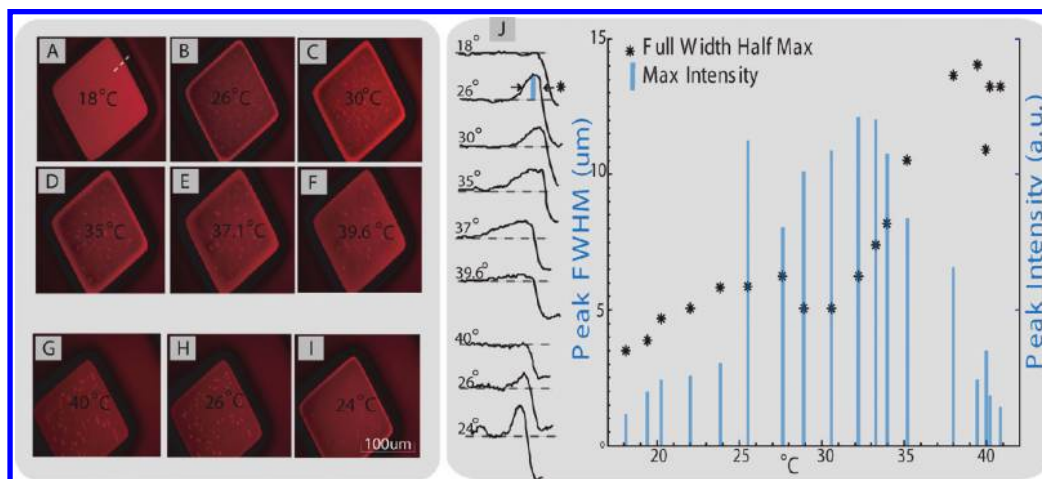 A
18°C
B
26°C
C
30°C
D
35°C
E
37.1°C
F
39.6°C
G
40°C
H
26°C
I
24°C
100um
J
18°
26°
*
30°
35°
37°
39.6°
40°
26°
24°
Peak FWHM (um)
15
10
5
0
* Full Width Half Max
Max Intensity
20 25 30 35 40
°C
Peak Intensity (a.u.)